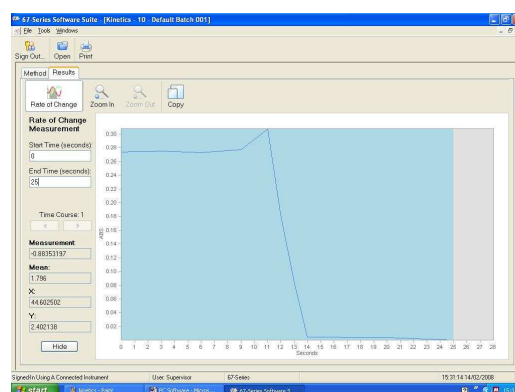 67-Series Software Suite - [Kinetics - 10 - Default Batch 001]
File Tools Windows
Sign Out... Open Print
Method Results
Rate of Change Zoom In Zoom Out Copy
Rate of Change
Measurement
Start Time (seconds):
0
End Time (seconds):
25
Time Course: 1
Measurement
-0.88353197
Mean:
1.796
X:
44.602502
Y:
2.402138
Hide
ABS
0.30
0.28
0.26
0.24
0.22
0.20
0.18
0.16
0.14
0.12
0.10
0.08
0.06
0.04
0.02
0 1 2 3 4 5 6 7 8 9 10 11 12 13 14 15 16 17 18 19 20 21 22 23 24 25 26 27 28
Seconds
Signed In Using A Connected Instrument User: Supervisor 67-Series 15:31:14 14/02/2008
start kinetics - Paint PC Software - Micros... 67-Series Software S...